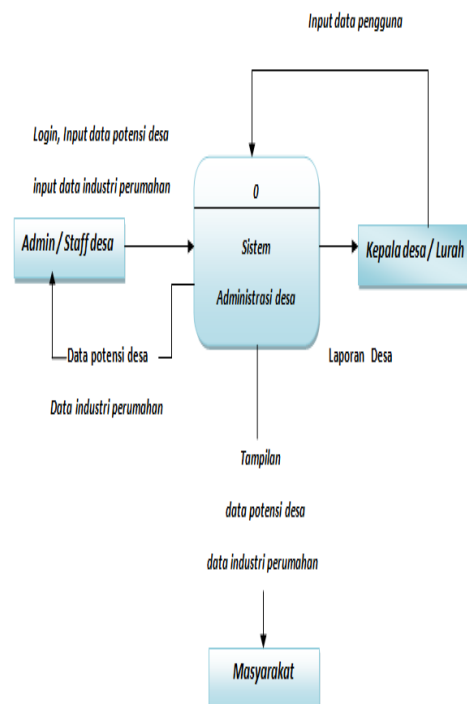 Input data pengguna
Login, Input data potensi desa
input data industri perumahan
0
Admin / Staff desa
Sistem
Administrasi desa
Kepala desa / Lurah
Data potensi desa
Data industri perumahan
Laporan Desa
Tampilan
data potensi desa
data industri perumahan
Masyarakat